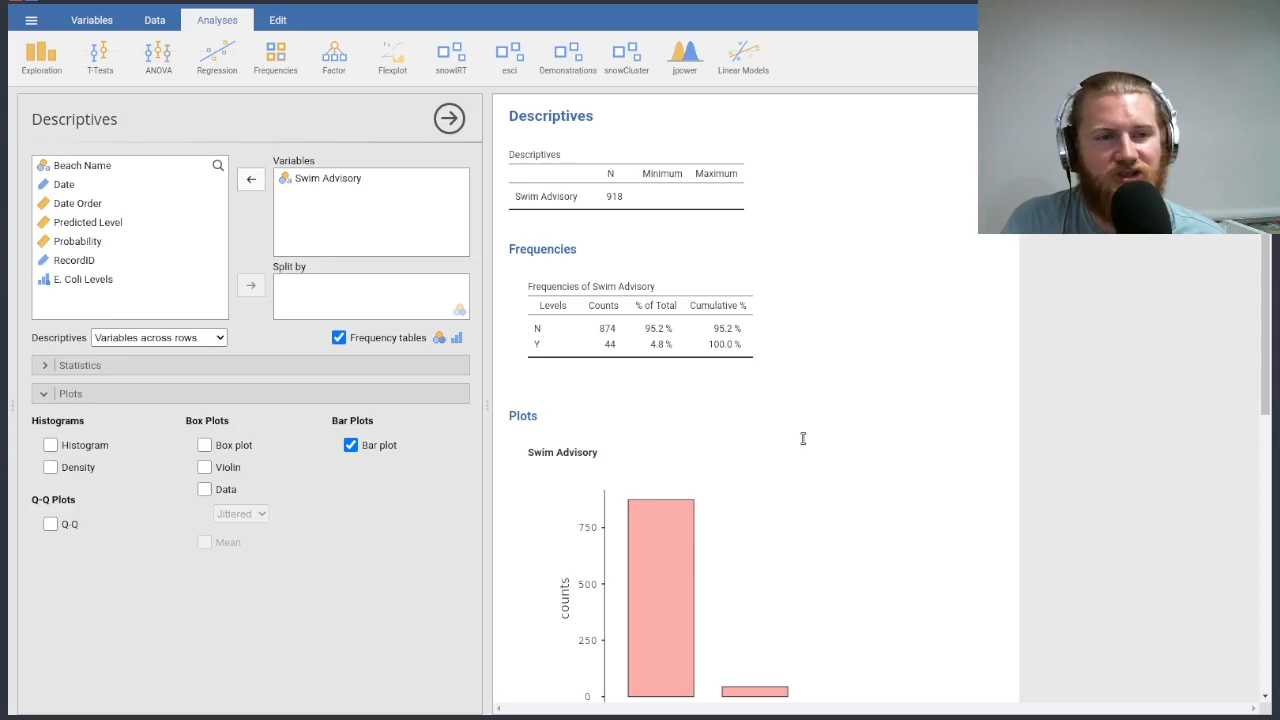 Variables Data Analyses Edit
Exploration T-Tests ANOVA Regression Frequencies Factor Flexplot snowIRT esci Demonstrations snowCluster jpower Linear Models
Descriptives
Beach Name
Date
Date Order
Predicted Level
Probability
RecordID
E. Coli Levels
Variables
Swim Advisory
Split by
Descriptives Variables across rows Frequency tables
Statistics
Plots
Histograms Box Plots Bar Plots
Histogram Box plot Bar plot
Density Violin
Data
Q-Q Plots
Jittered
Q-Q
Mean
Descriptives
Descriptives
N Minimum Maximum
Swim Advisory 918
Frequencies
Frequencies of Swim Advisory
Levels Counts % of Total Cumulative %
N 874 95.2 % 95.2 %
Y 44 4.8 % 100.0 %
Plots
Swim Advisory
750
500
250
0
counts